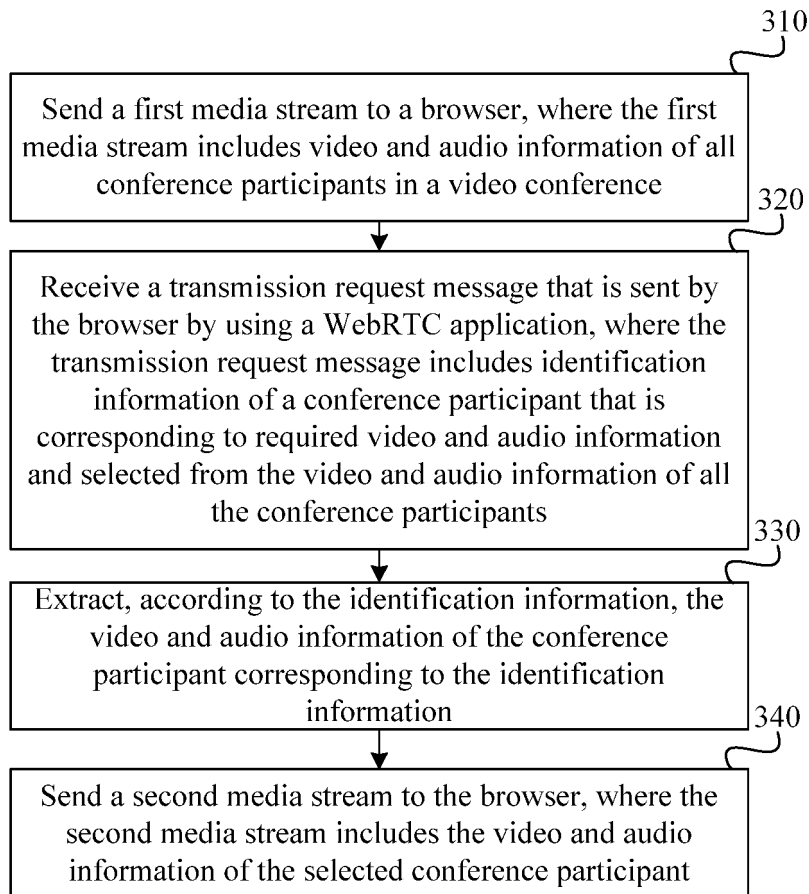 310
Send a first media stream to a browser, where the first
media stream includes video and audio information of all
conference participants in a video conference
320
Receive a transmission request message that is sent by
the browser by using a WebRTC application, where the
transmission request message includes identification
information of a conference participant that is
corresponding to required video and audio information
and selected from the video and audio information of all
the conference participants
330
Extract, according to the identification information, the
video and audio information of the conference
participant corresponding to the identification
information
340
Send a second media stream to the browser, where the
second media stream includes the video and audio
information of the selected conference participant